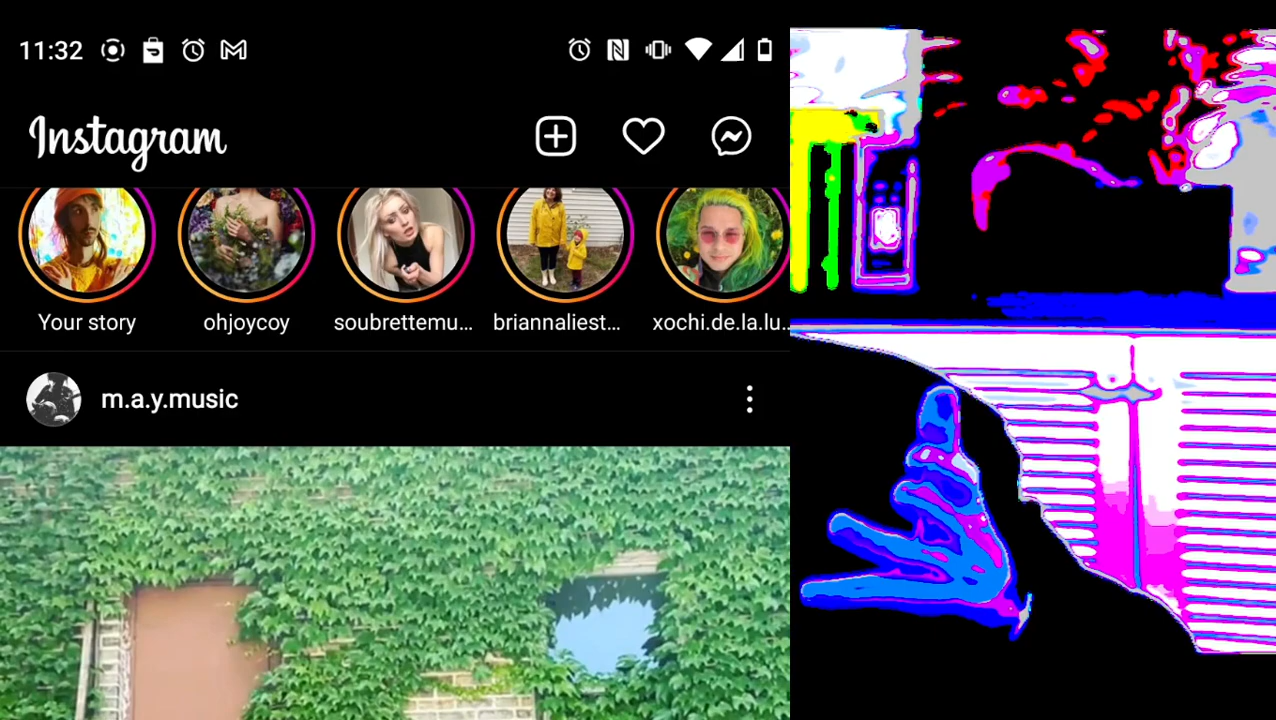 11:32
Instagram
Your story
ohjoycoy
soubrettemu...
briannaliest...
xochi.de.la.lu...
m.a.y.music